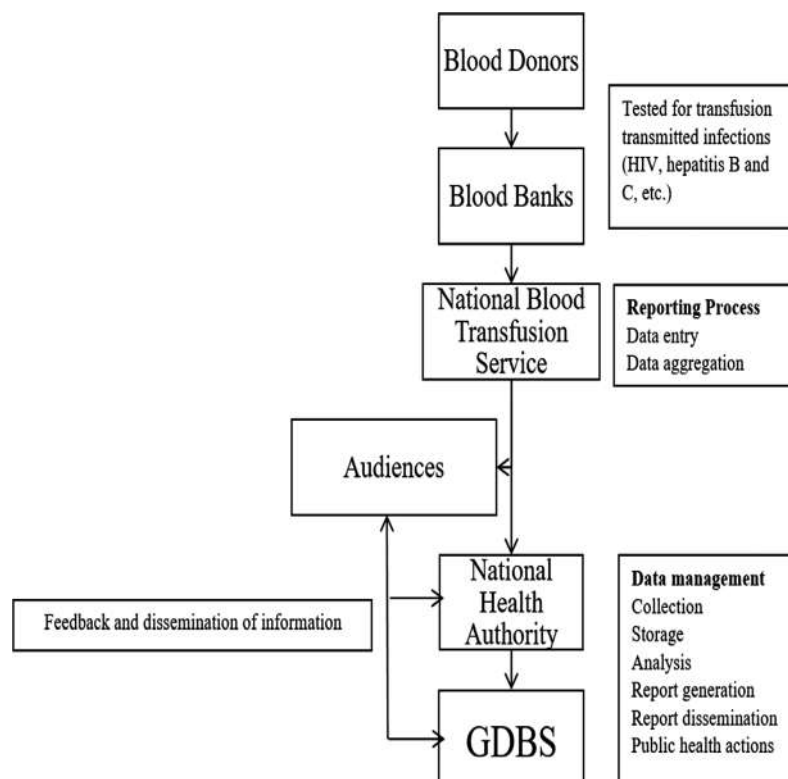 Blood Donors
Tested for transfusion
transmitted infections
(HIV, hepatitis B and
C, etc.)
Blood Banks
National Blood
Transfusion
Service
Reporting Process
Data entry
Data aggregation
Audiences
National
Health
Authority
Data management
Collection
Storage
Analysis
Report generation
Report dissemination
Public health actions
Feedback and dissemination of information
GDBS